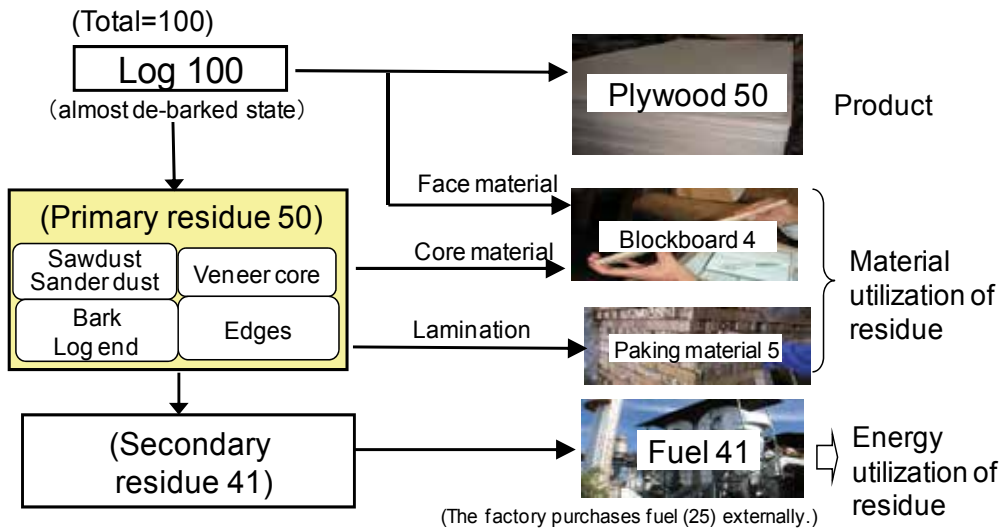 (Total=100)
Log 100
(almost de-barked state)
Plywood 50
Product
Face material
(Primary residue 50)
Sawdust
Sander dust
Veneer core
Bark
Log end
Edges
Core material
Blockboard 4
Material
utilization of
residue
Lamination
Paking material 5
(Secondary
residue 41)
Fuel 41
Energy
utilization of
residue
(The factory purchases fuel (25) externally.)